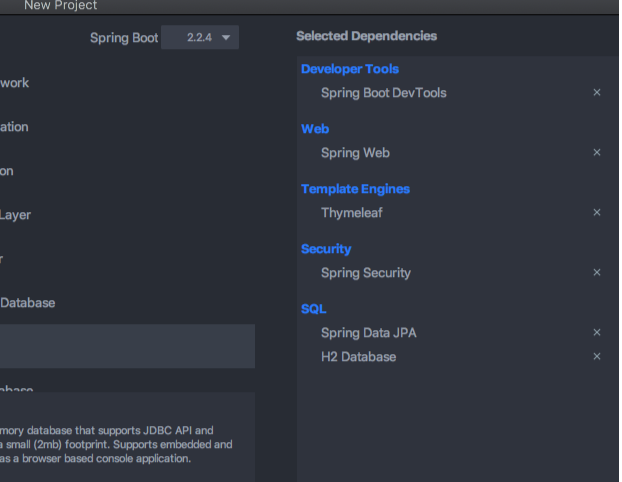 New Project
Spring Boot 2.2.4
work
ation
on
Layer
r
Database
mory database that supports JDBC API and
a small (2mb) footprint. Supports embedded and
as a browser based console application.
Selected Dependencies
Developer Tools
Spring Boot DevTools ×
Web
Spring Web ×
Template Engines
Thymeleaf ×
Security
Spring Security ×
SQL
Spring Data JPA ×
H2 Database ×